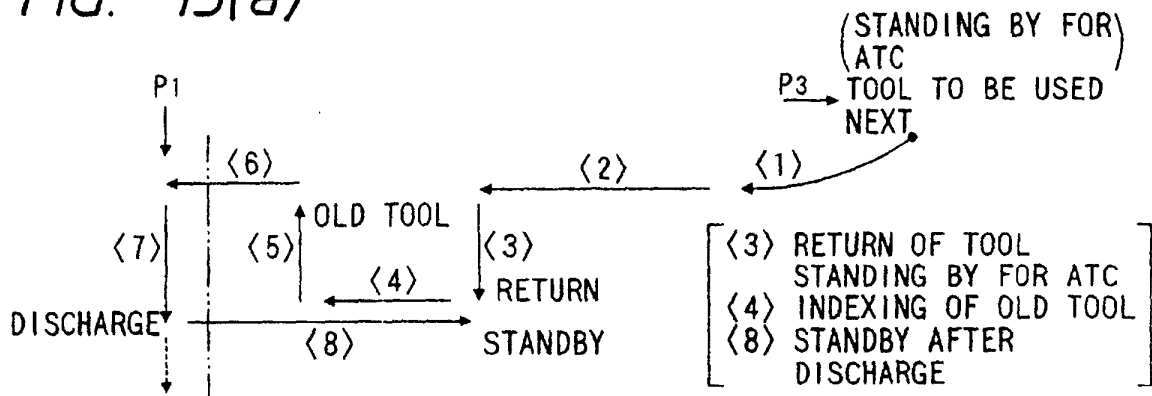 FIG. 13(a)
(STANDING BY FOR
ATC)
P1
P3 TOOL TO BE USED
NEXT
⟨6⟩ ⟨2⟩ ⟨1⟩
OLD TOOL
⟨7⟩ ⟨5⟩ ⟨4⟩ ⟨3⟩
RETURN
DISCHARGE
⟨8⟩ STANDBY
⟨3⟩ RETURN OF TOOL
STANDING BY FOR ATC
⟨4⟩ INDEXING OF OLD TOOL
⟨8⟩ STANDBY AFTER
DISCHARGE